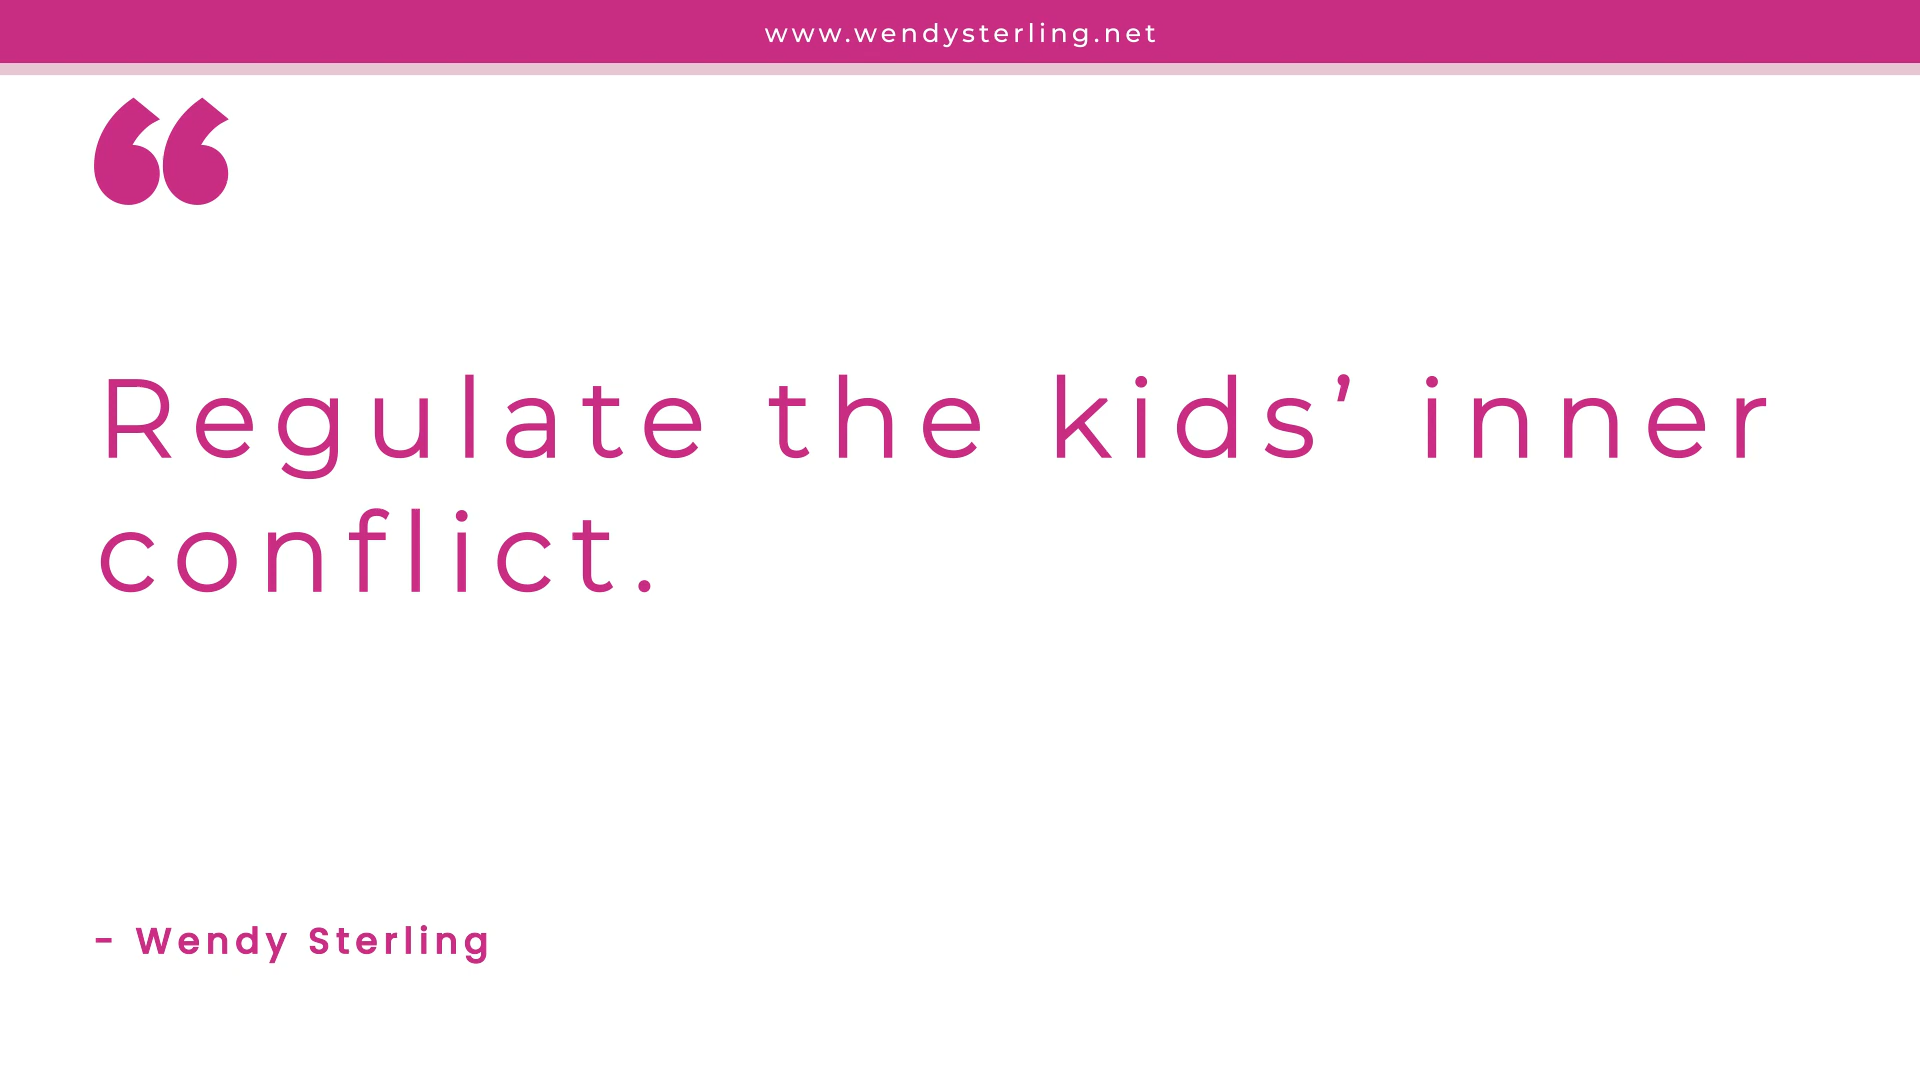 www.wendysterling.net
“
Regulate the kids’ inner
conflict.
- Wendy Sterling